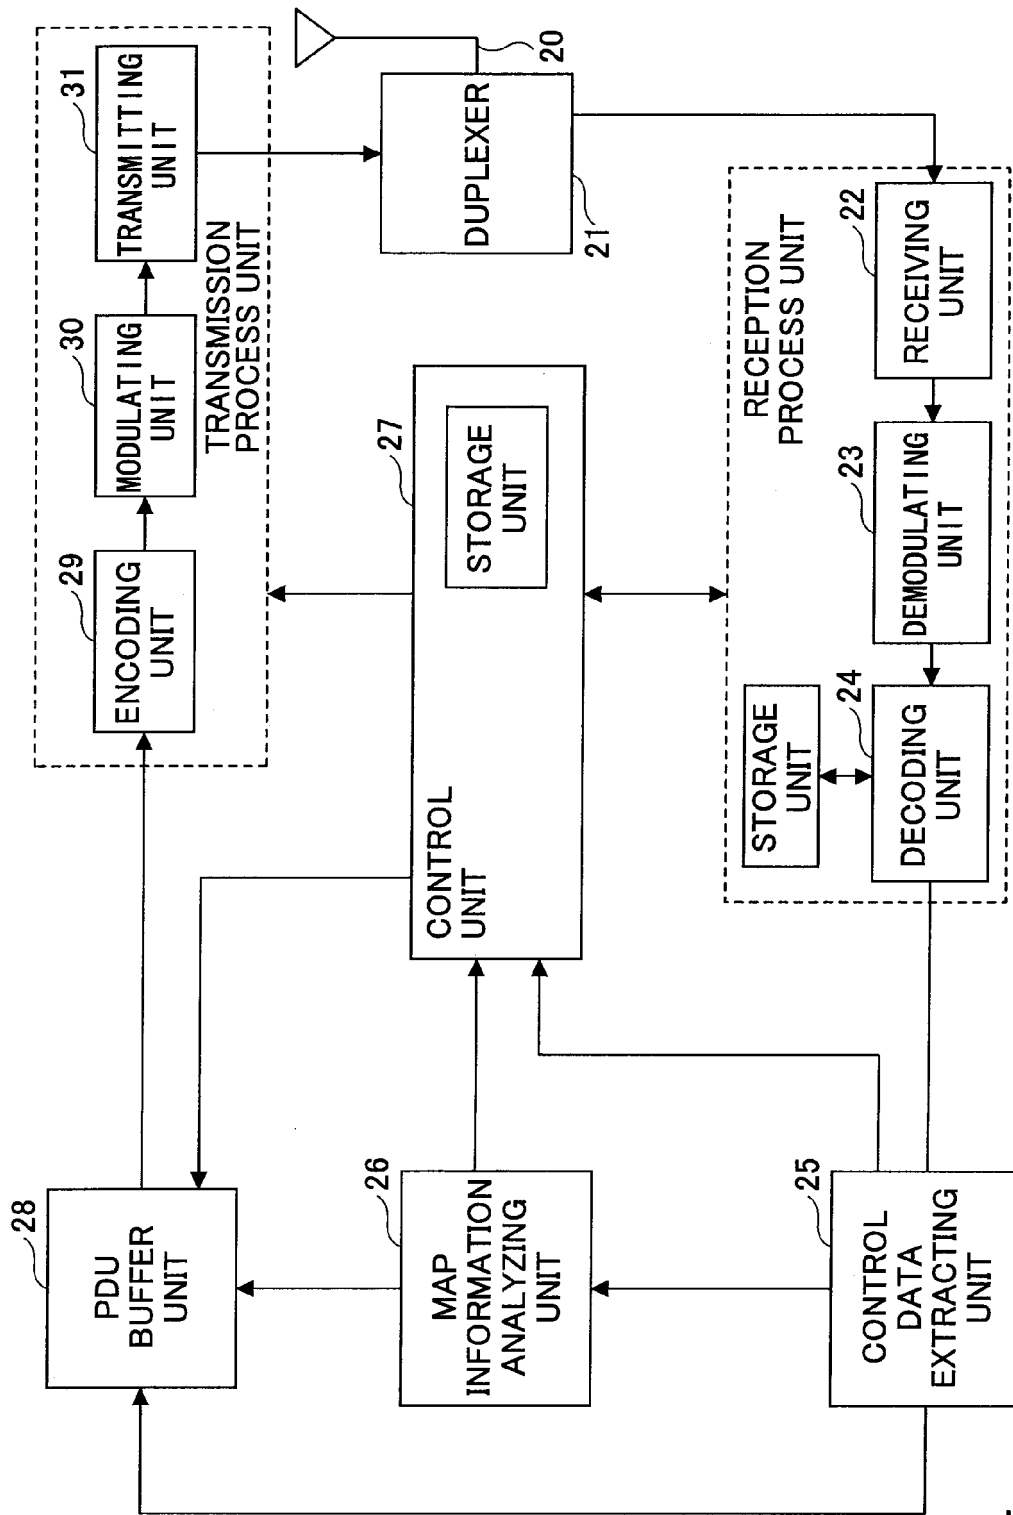 28
PDU
BUFFER
UNIT
29
ENCODING
UNIT
30
MODULATING
UNIT
31
TRANSMITTING
UNIT
TRANSMISSION
PROCESS UNIT
20
DUPLEXER
21
26
MAP
INFORMATION
ANALYZING
UNIT
CONTROL
UNIT
27
STORAGE
UNIT
25
CONTROL
DATA
EXTRACTING
UNIT
RECEPTION
PROCESS UNIT
STORAGE
UNIT
24
DECODING
UNIT
23
DEMODULATING
UNIT
22
RECEIVING
UNIT